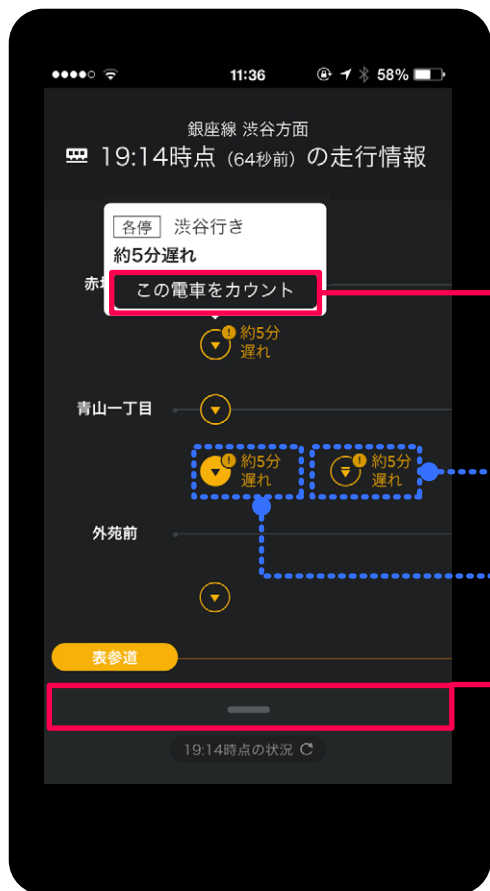 11:36 58%
銀座線 渋谷方面
19:14時点（64秒前）の走行情報
各停 渋谷行き
約5分遅れ
この電車をカウント
約5分
遅れ
青山一丁目
約5分
遅れ
約5分
遅れ
外苑前
表参道
19:14時点の状況